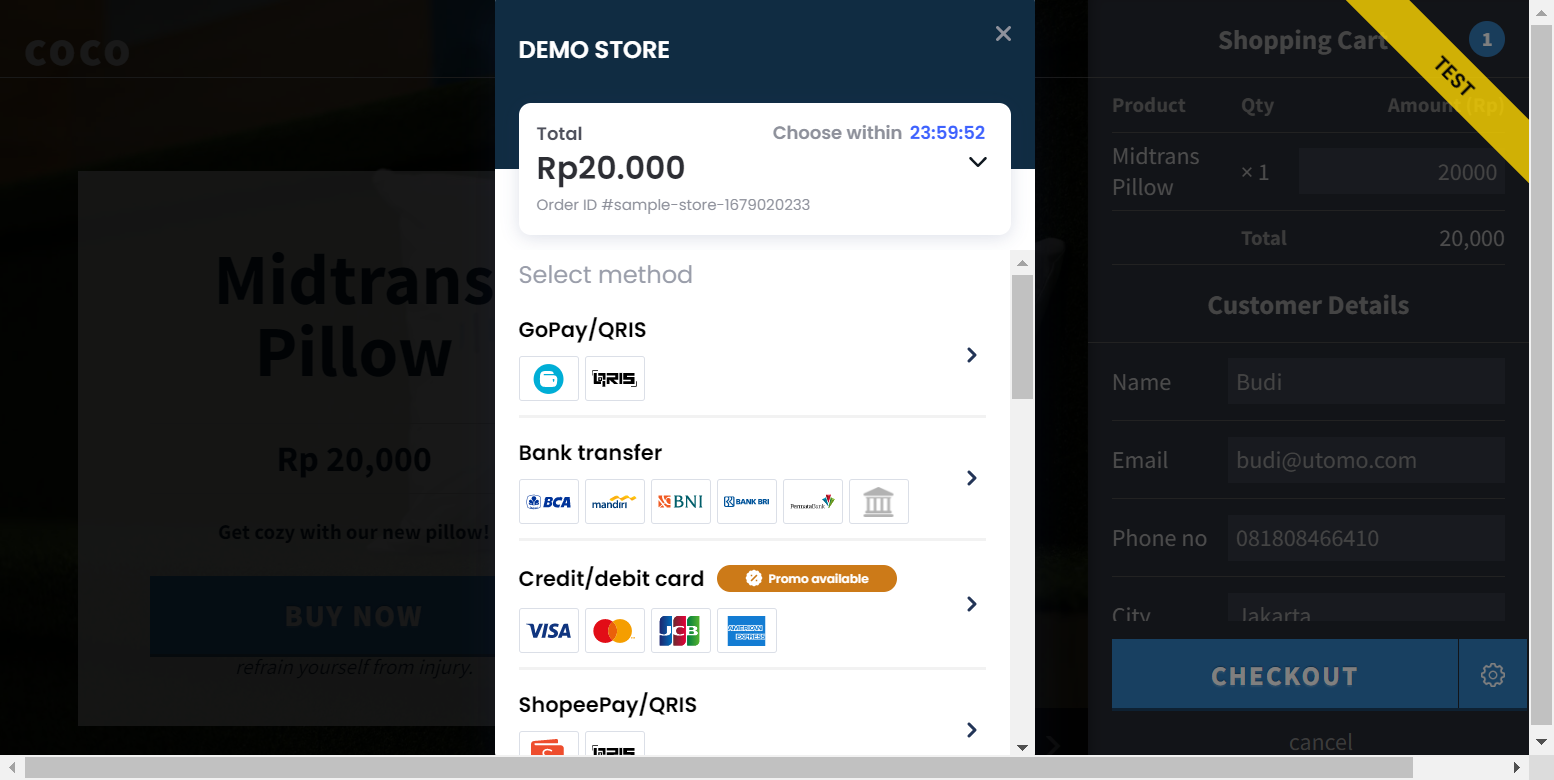 coco
Midtrans
Pillow
Rp 20,000
Get cozy with our new pillow!
BUY NOW
refrain yourself from injury.
DEMO STORE
Total
Choose within 23:59:52
Rp20.000
Order ID #sample-store-1679020233
Select method
GoPay/QRIS
QRIS
Bank transfer
BCA
mandiri
BNI
BANK BRI
PermataBank
Credit/debit card
Promo available
VISA
JCB
AMERICAN
EXPRESS
ShopeePay/QRIS
S
QRIS
Shopping Cart
1
TEST
Product Qty Amount (Rp)
Midtrans
Pillow
× 1
20000
Total 20,000
Customer Details
Name Budi
Email budi@utomo.com
Phone no 081808466410
City Jakarta
CHECKOUT
cancel